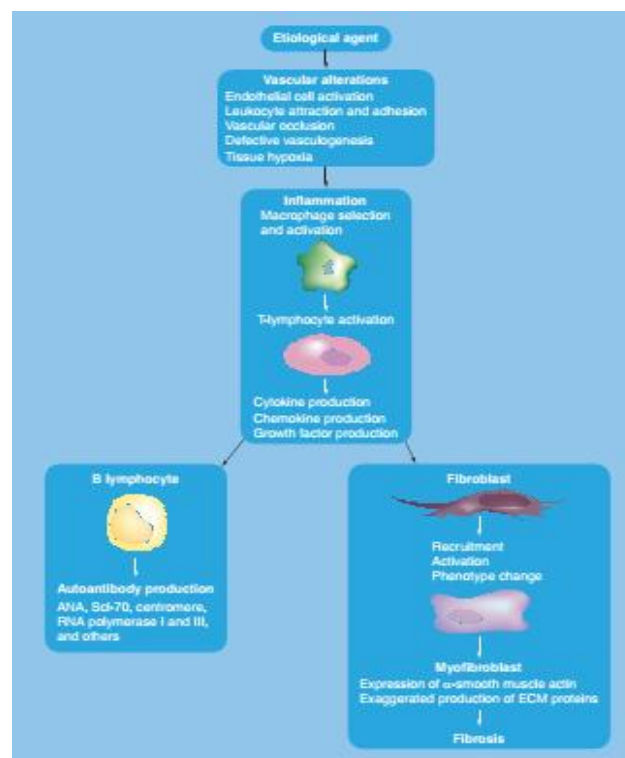 Etiological agent
Vascular alterations
Endothelial cell activation
Leukocyte attraction and adhesion
Vascular occlusion
Defective vasculogenesis
Tissue hypoxia
Inflammation
Macrophage selection
and activation
T-lymphocyte activation
Cytokine production
Chemokine production
Growth factor production
B lymphocyte
Autoantibody production
ANA, Scl-70, centromere,
RNA polymerase I and III,
and others
Fibroblast
Recruitment
Activation
Phenotype change
Myofibroblast
Expression of α-smooth muscle actin
Exaggerated production of ECM proteins
Fibrosis